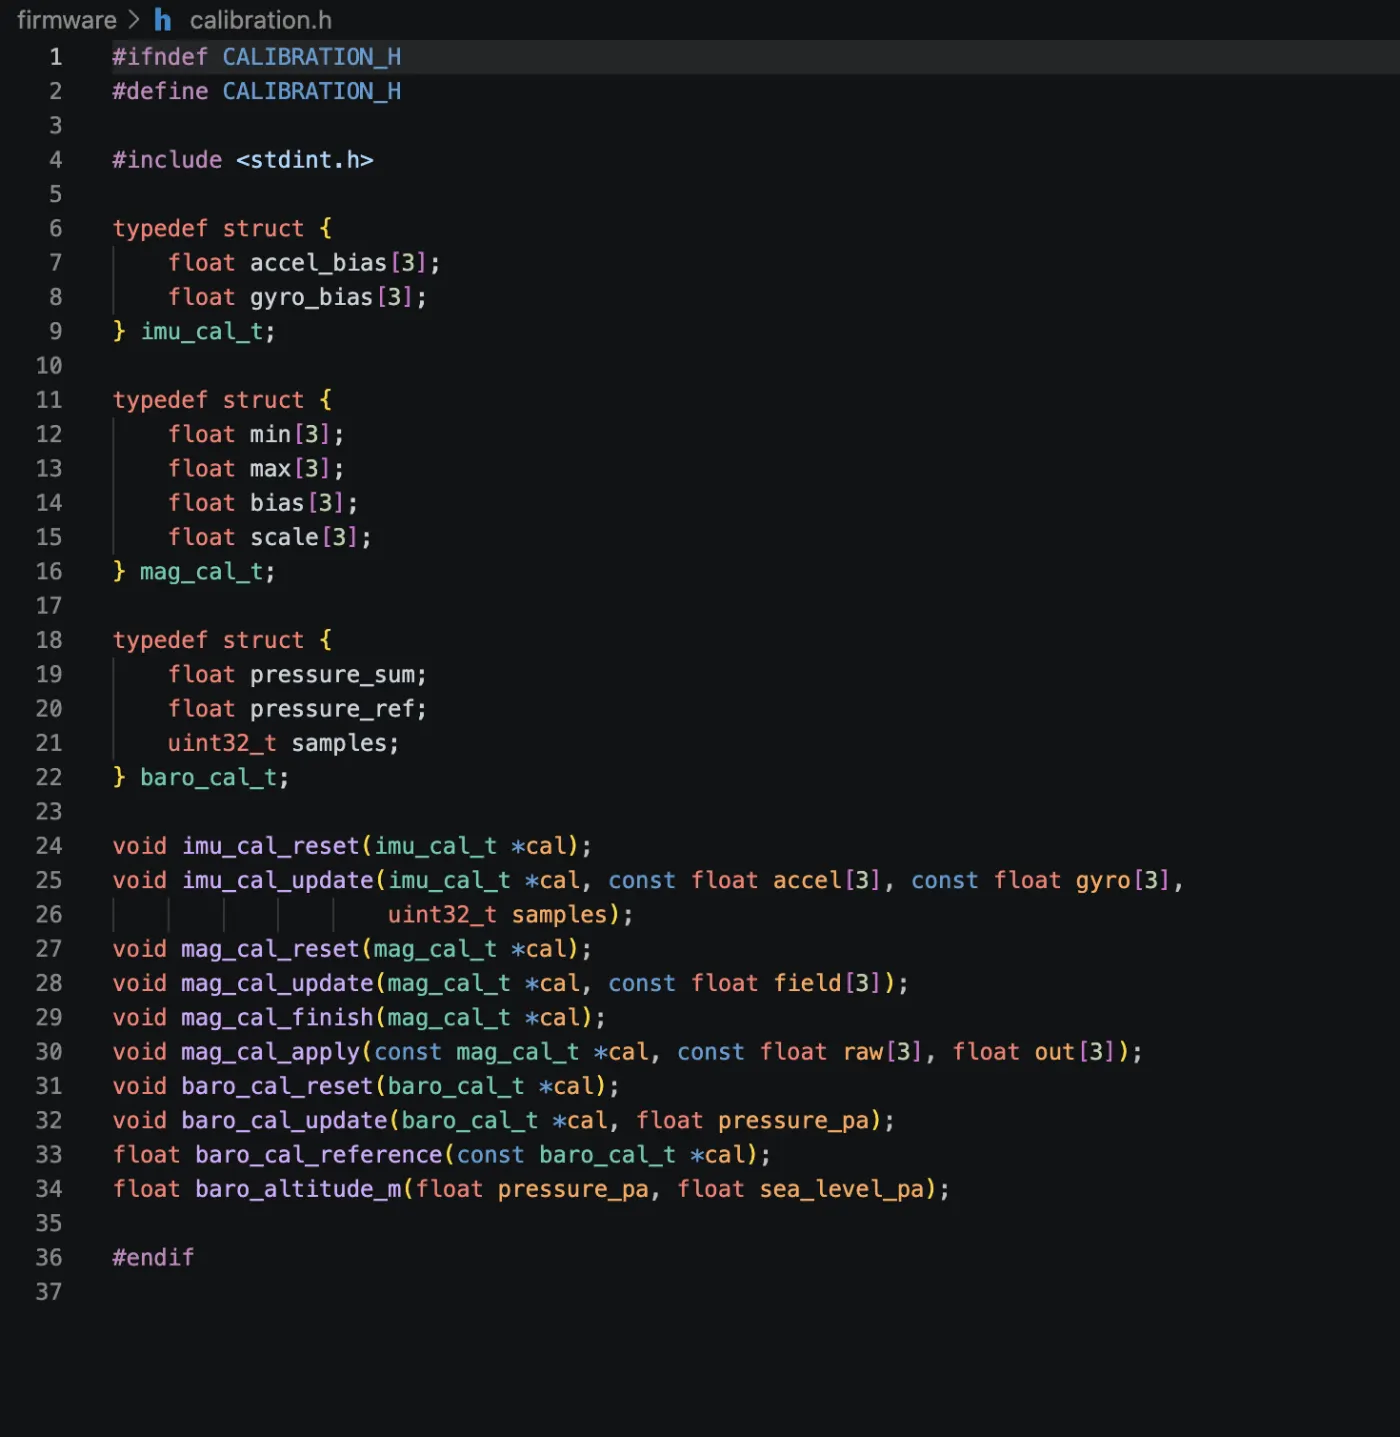 firmware > h calibration.h
1 #ifndef CALIBRATION_H
2 #define CALIBRATION_H
3
4 #include <stdint.h>
5
6 typedef struct {
7     float accel_bias[3];
8     float gyro_bias[3];
9 } imu_cal_t;
10
11 typedef struct {
12     float min[3];
13     float max[3];
14     float bias[3];
15     float scale[3];
16 } mag_cal_t;
17
18 typedef struct {
19     float pressure_sum;
20     float pressure_ref;
21     uint32_t samples;
22 } baro_cal_t;
23
24 void imu_cal_reset(imu_cal_t *cal);
25 void imu_cal_update(imu_cal_t *cal, const float accel[3], const float gyro[3],
26                     uint32_t samples);
27 void mag_cal_reset(mag_cal_t *cal);
28 void mag_cal_update(mag_cal_t *cal, const float field[3]);
29 void mag_cal_finish(mag_cal_t *cal);
30 void mag_cal_apply(const mag_cal_t *cal, const float raw[3], float out[3]);
31 void baro_cal_reset(baro_cal_t *cal);
32 void baro_cal_update(baro_cal_t *cal, float pressure_pa);
33 float baro_cal_reference(const baro_cal_t *cal);
34 float baro_altitude_m(float pressure_pa, float sea_level_pa);
35
36 #endif
37